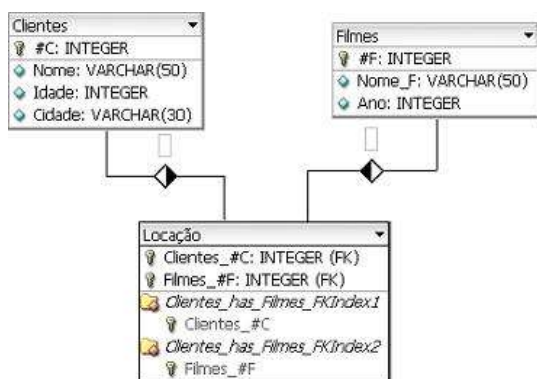 Clientes
#C: INTEGER
Nome: VARCHAR(50)
Idade: INTEGER
Cidade: VARCHAR(30)
Filmes
#F: INTEGER
Nome_F: VARCHAR(50)
Ano: INTEGER
Locação
Clientes_#C: INTEGER (FK)
Filmes_#F: INTEGER (FK)
Clientes_has_Filmes_FKIndex1
Clientes_#C
Clientes_has_Filmes_FKIndex2
Filmes_#F